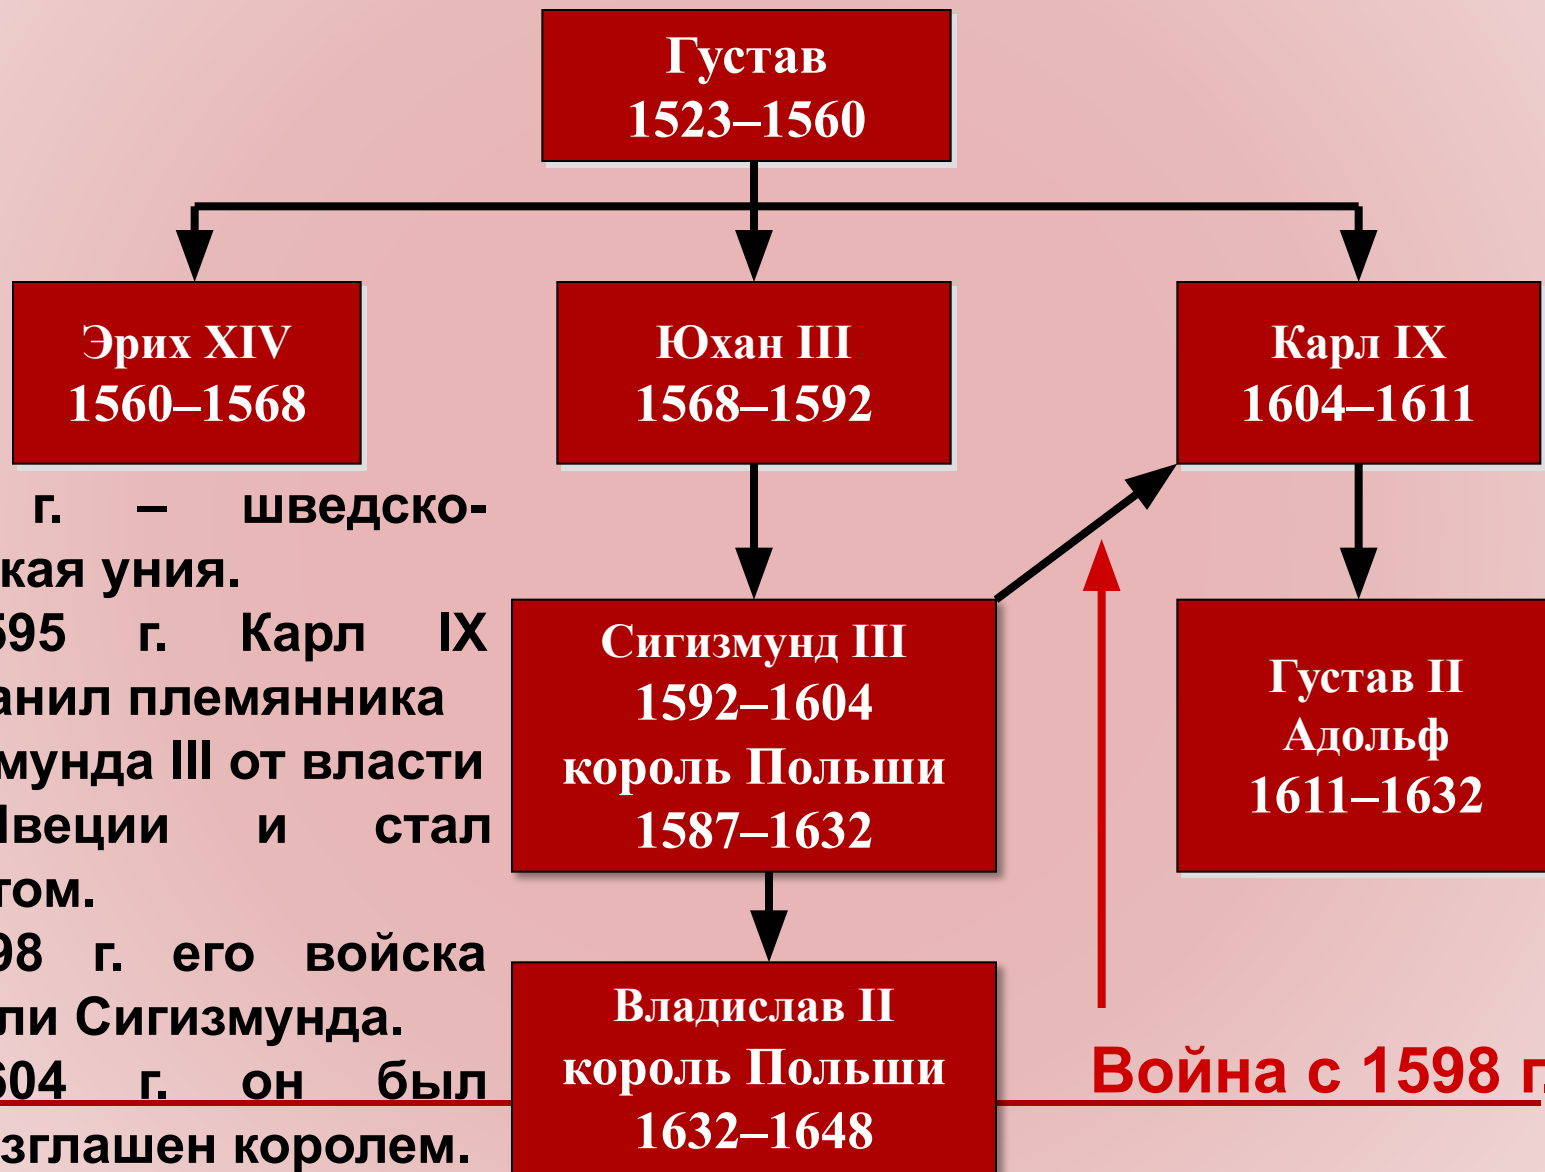 Густав
1523–1560
Эрих XIV
1560–1568
Юхан III
1568–1592
Карл IX
1604–1611
г. – шведско-
кая уния.
595 г. Карл IX
анил племянника
мунда III от власти
Швеции и стал
том.
98 г. его войска
ли Сигизмунда.
604 г. он был
зглашен королем.
Сигизмунд III
1592–1604
король Польши
1587–1632
Густав II
Адольф
1611–1632
Владислав II
король Польши
1632–1648
Война с 1598 г.